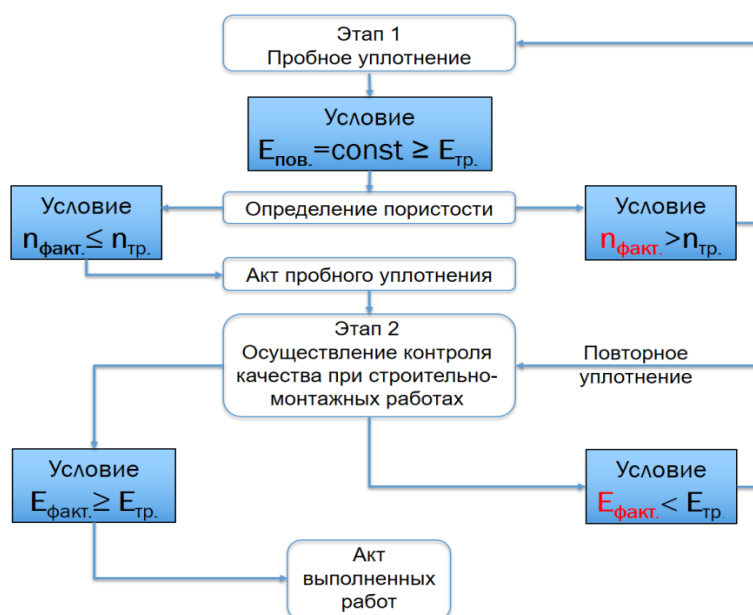 Этап 1
Пробное уплотнение
Условие
Eпов.=const ≥ Eтр.
Условие
nфакт.≤ nтр.
Определение пористости
Условие
nфакт.>nтр.
Акт пробного уплотнения
Этап 2
Осуществление контроля
качества при строительно-
монтажных работах
Повторное
уплотнение
Условие
Eфакт.≥ Eтр.
Условие
Eфакт.< Eтр.
Акт
выполненных
работ